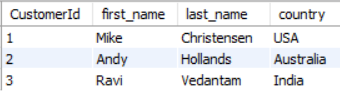 CustomerId first_name last_name country
1 Mike Christensen USA
2 Andy Hollands Australia
3 Ravi Vedantam India